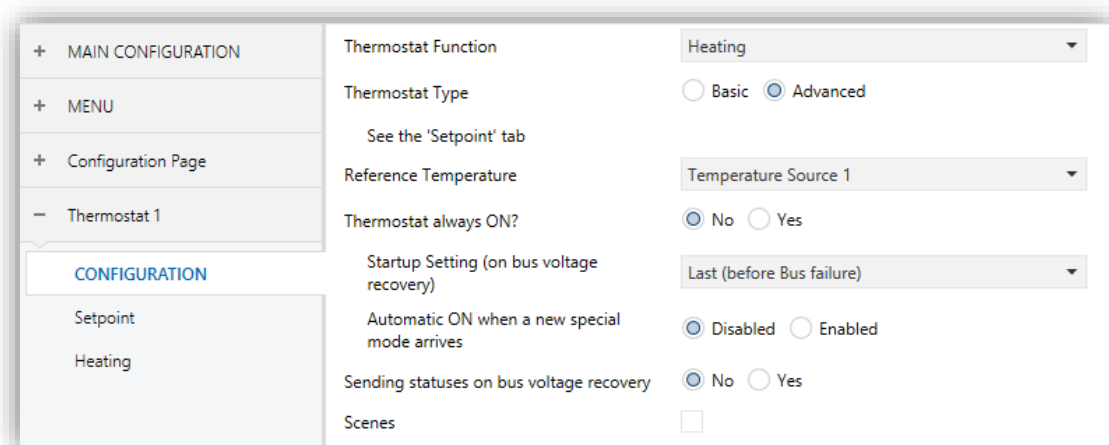 + MAIN CONFIGURATION
+ MENU
+ Configuration Page
− Thermostat 1
CONFIGURATION
Setpoint
Heating
Thermostat Function
Heating
Thermostat Type
Basic Advanced
See the 'Setpoint' tab
Reference Temperature
Temperature Source 1
Thermostat always ON?
No Yes
Startup Setting (on bus voltage
recovery)
Last (before Bus failure)
Automatic ON when a new special
mode arrives
Disabled Enabled
Sending statuses on bus voltage recovery
No Yes
Scenes